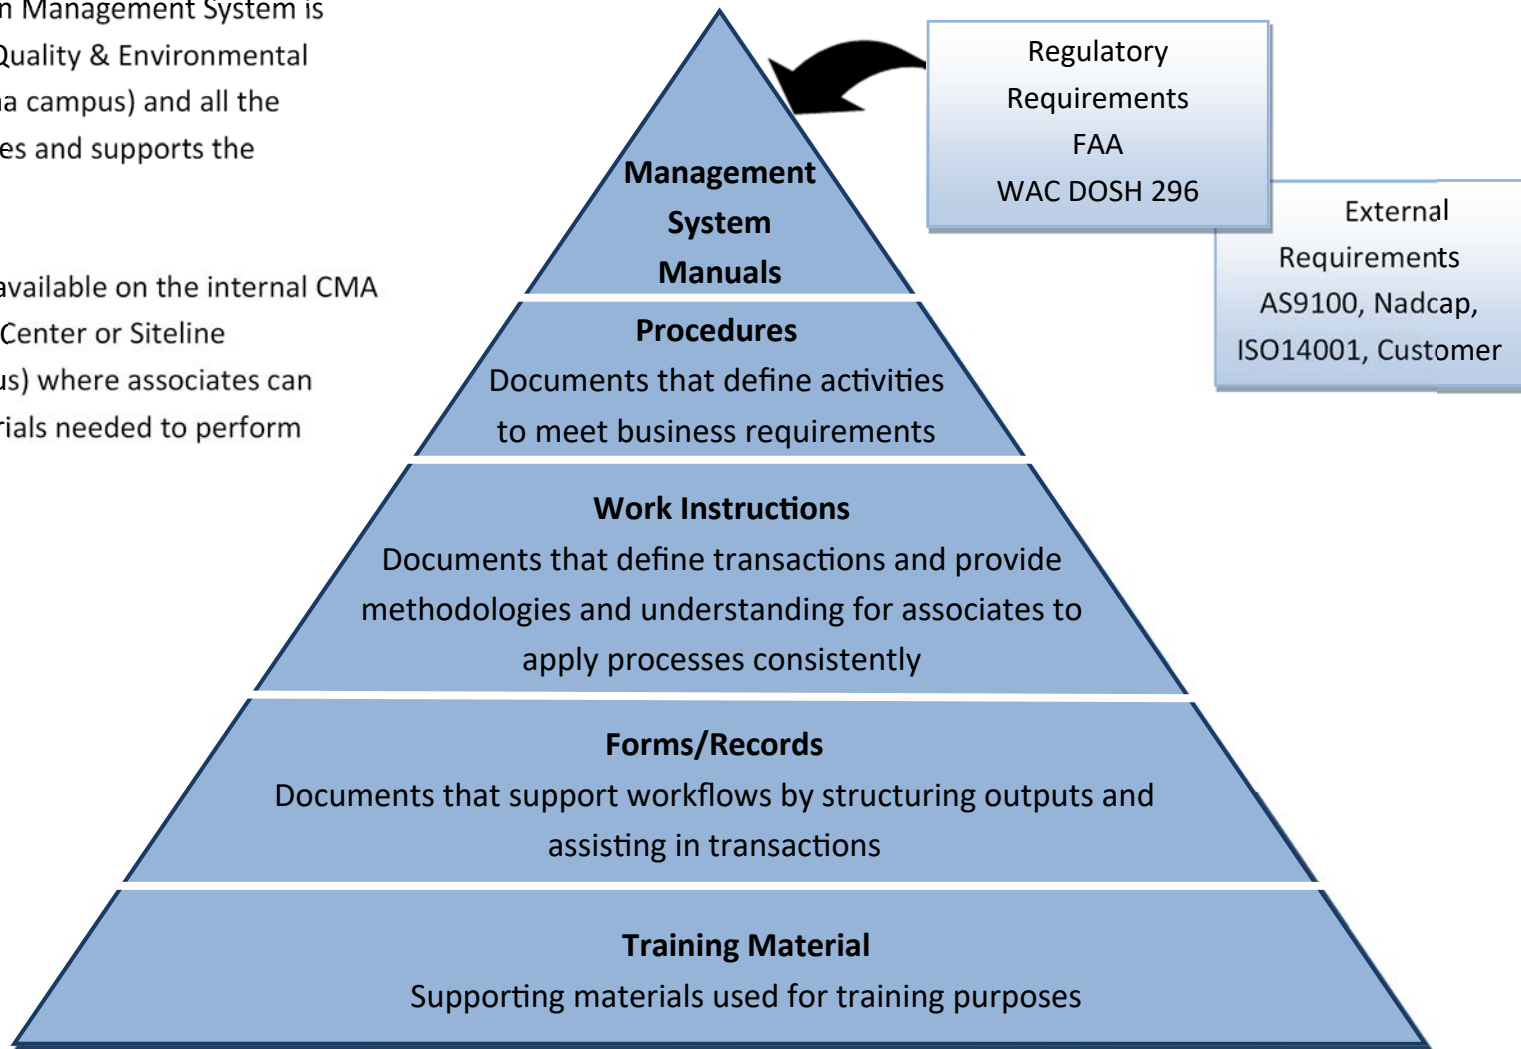 n Management System is
Quality & Environmental
na campus) and all the
es and supports the
available on the internal CMA
Center or Siteline
us) where associates can
rials needed to perform
Regulatory
Requirements
FAA
WAC DOSH 296
External
Requirements
AS9100, Nadcap,
ISO14001, Customer
Management
System
Manuals
Procedures
Documents that define activities
to meet business requirements
Work Instructions
Documents that define transactions and provide
methodologies and understanding for associates to
apply processes consistently
Forms/Records
Documents that support workflows by structuring outputs and
assisting in transactions
Training Material
Supporting materials used for training purposes